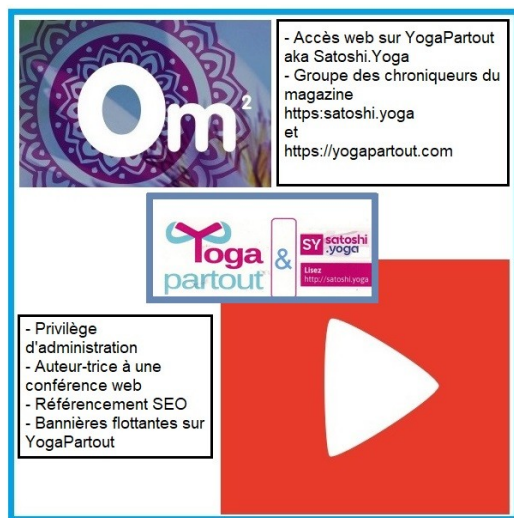 Om²
- Accès web sur YogaPartout
aka Satoshi.Yoga
- Groupe des chroniqueurs du
magazine
https:satoshi.yoga
et
https://yogapartout.com
Yoga
partout
&
SY satoshi
.yoga
Lisez
http://satoshi.yoga
- Privilège
d'administration
- Auteur-trice à une
conférence web
- Référencement SEO
- Bannières flottantes sur
YogaPartout